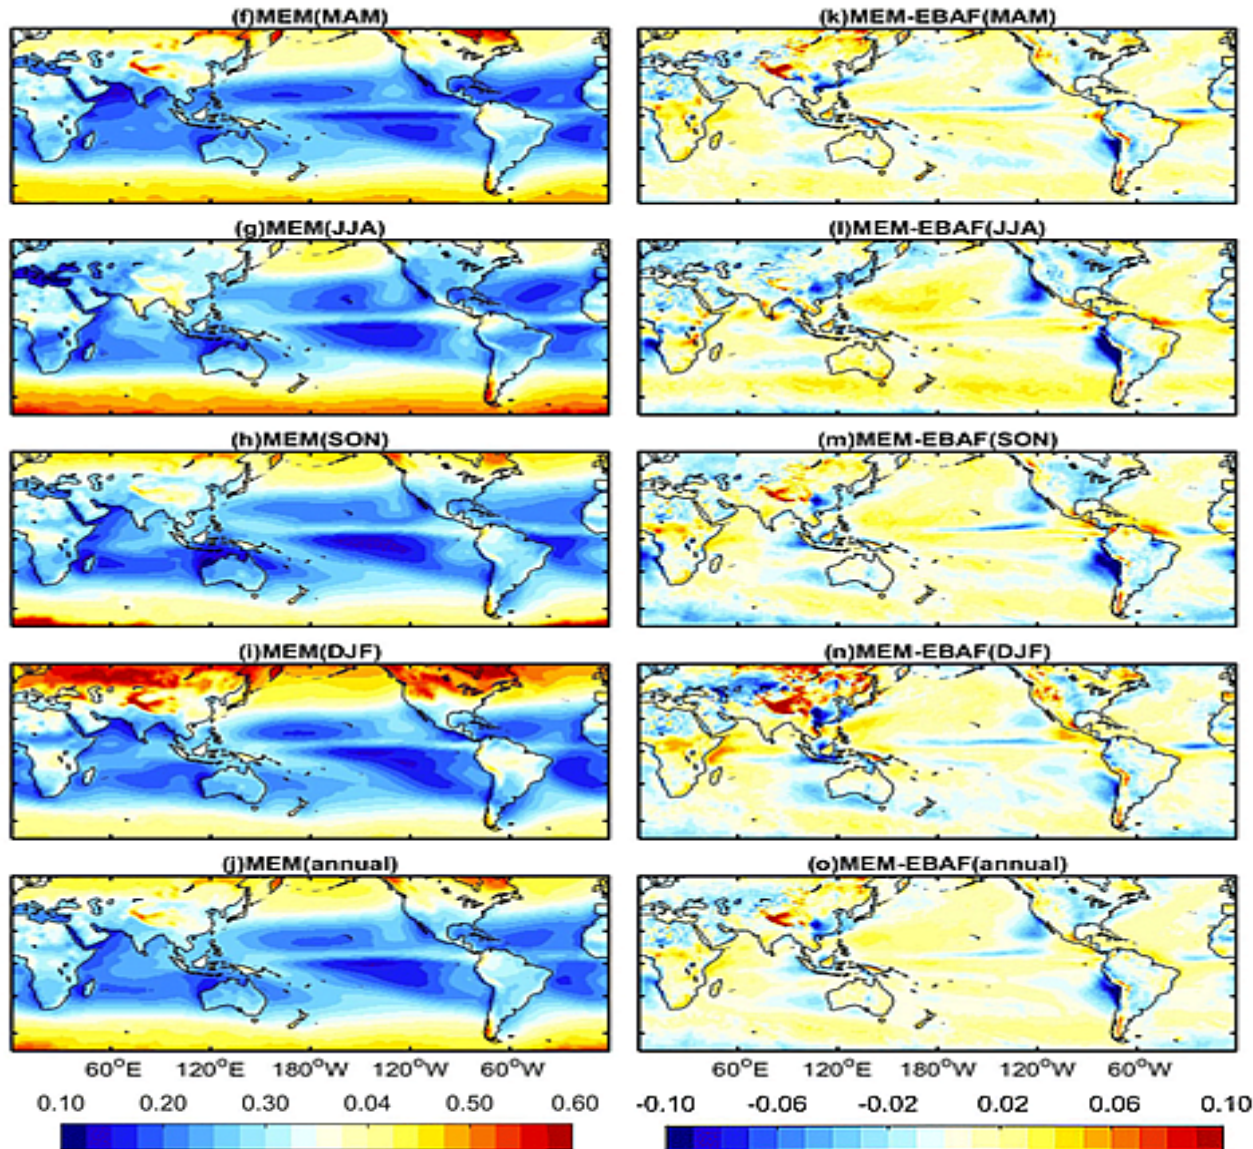 (f)MEM(MAM) (k)MEM-EBAF(MAM)
(g)MEM(JJA) (l)MEM-EBAF(JJA)
(h)MEM(SON) (m)MEM-EBAF(SON)
(i)MEM(DJF) (n)MEM-EBAF(DJF)
(j)MEM(annual) (o)MEM-EBAF(annual)
60°E 120°E 180°W 120°W 60°W 60°E 120°E 180°W 120°W 60°W
0.10 0.20 0.30 0.04 0.50 0.60 -0.10 -0.06 -0.02 0.02 0.06 0.10